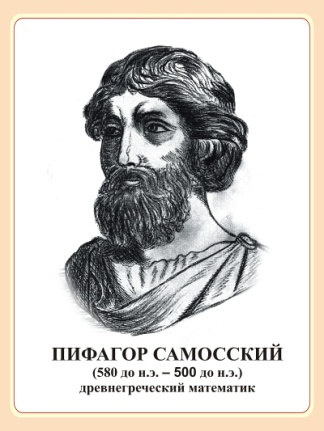 ПИФАГОР САМОССКИЙ
(580 до н.э. – 500 до н.э.)
древнегреческий математик